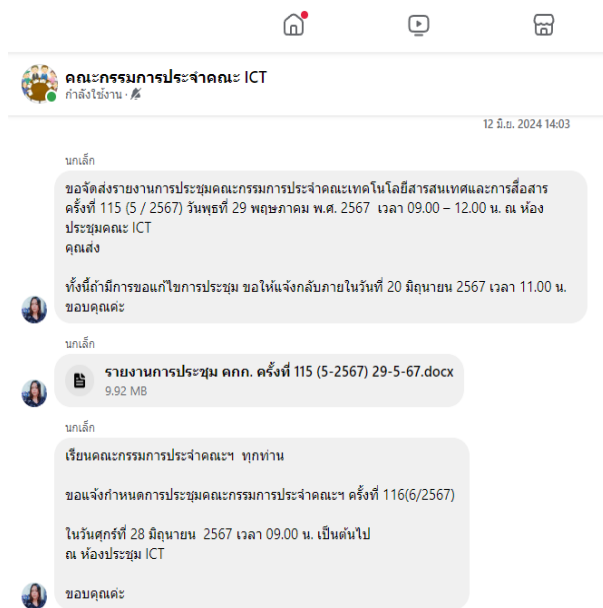 คณะกรรมการประจำคณะ ICT
กำลังใช้งาน ·
12 มิ.ย. 2024 14:03
นกเล็ก
ขอจัดส่งรายงานการประชุมคณะกรรมการประจำคณะเทคโนโลยีสารสนเทศและการสื่อสาร
ครั้งที่ 115 (5 / 2567) วันพุธที่ 29 พฤษภาคม พ.ศ. 2567 เวลา 09.00 – 12.00 น. ณ ห้อง
ประชุมคณะ ICT
คุณส่ง
ทั้งนี้ถ้ามีการขอแก้ไขการประชุม ขอให้แจ้งกลับภายในวันที่ 20 มิถุนายน 2567 เวลา 11.00 น.
ขอบคุณค่ะ
นกเล็ก
รายงานการประชุม คกก. ครั้งที่ 115 (5-2567) 29-5-67.docx
9.92 MB
นกเล็ก
เรียนคณะกรรมการประจำคณะฯ ทุกท่าน
ขอแจ้งกำหนดการประชุมคณะกรรมการประจำคณะฯ ครั้งที่ 116(6/2567)
ในวันศุกร์ที่ 28 มิถุนายน 2567 เวลา 09.00 น. เป็นต้นไป
ณ ห้องประชุม ICT
ขอบคุณค่ะ